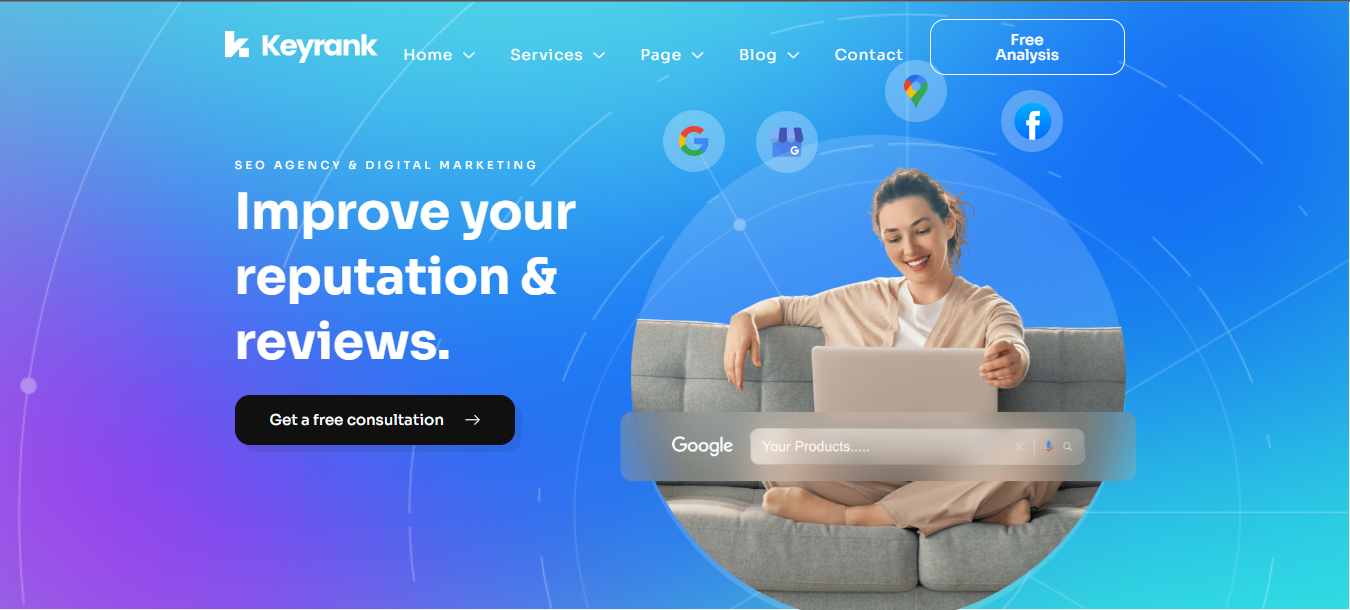 Keyrank
Home
Services
Page
Blog
Contact
Free
Analysis
SEO AGENCY & DIGITAL MARKETING
Improve your
reputation &
reviews.
Get a free consultation
G
Google
Your Products.....